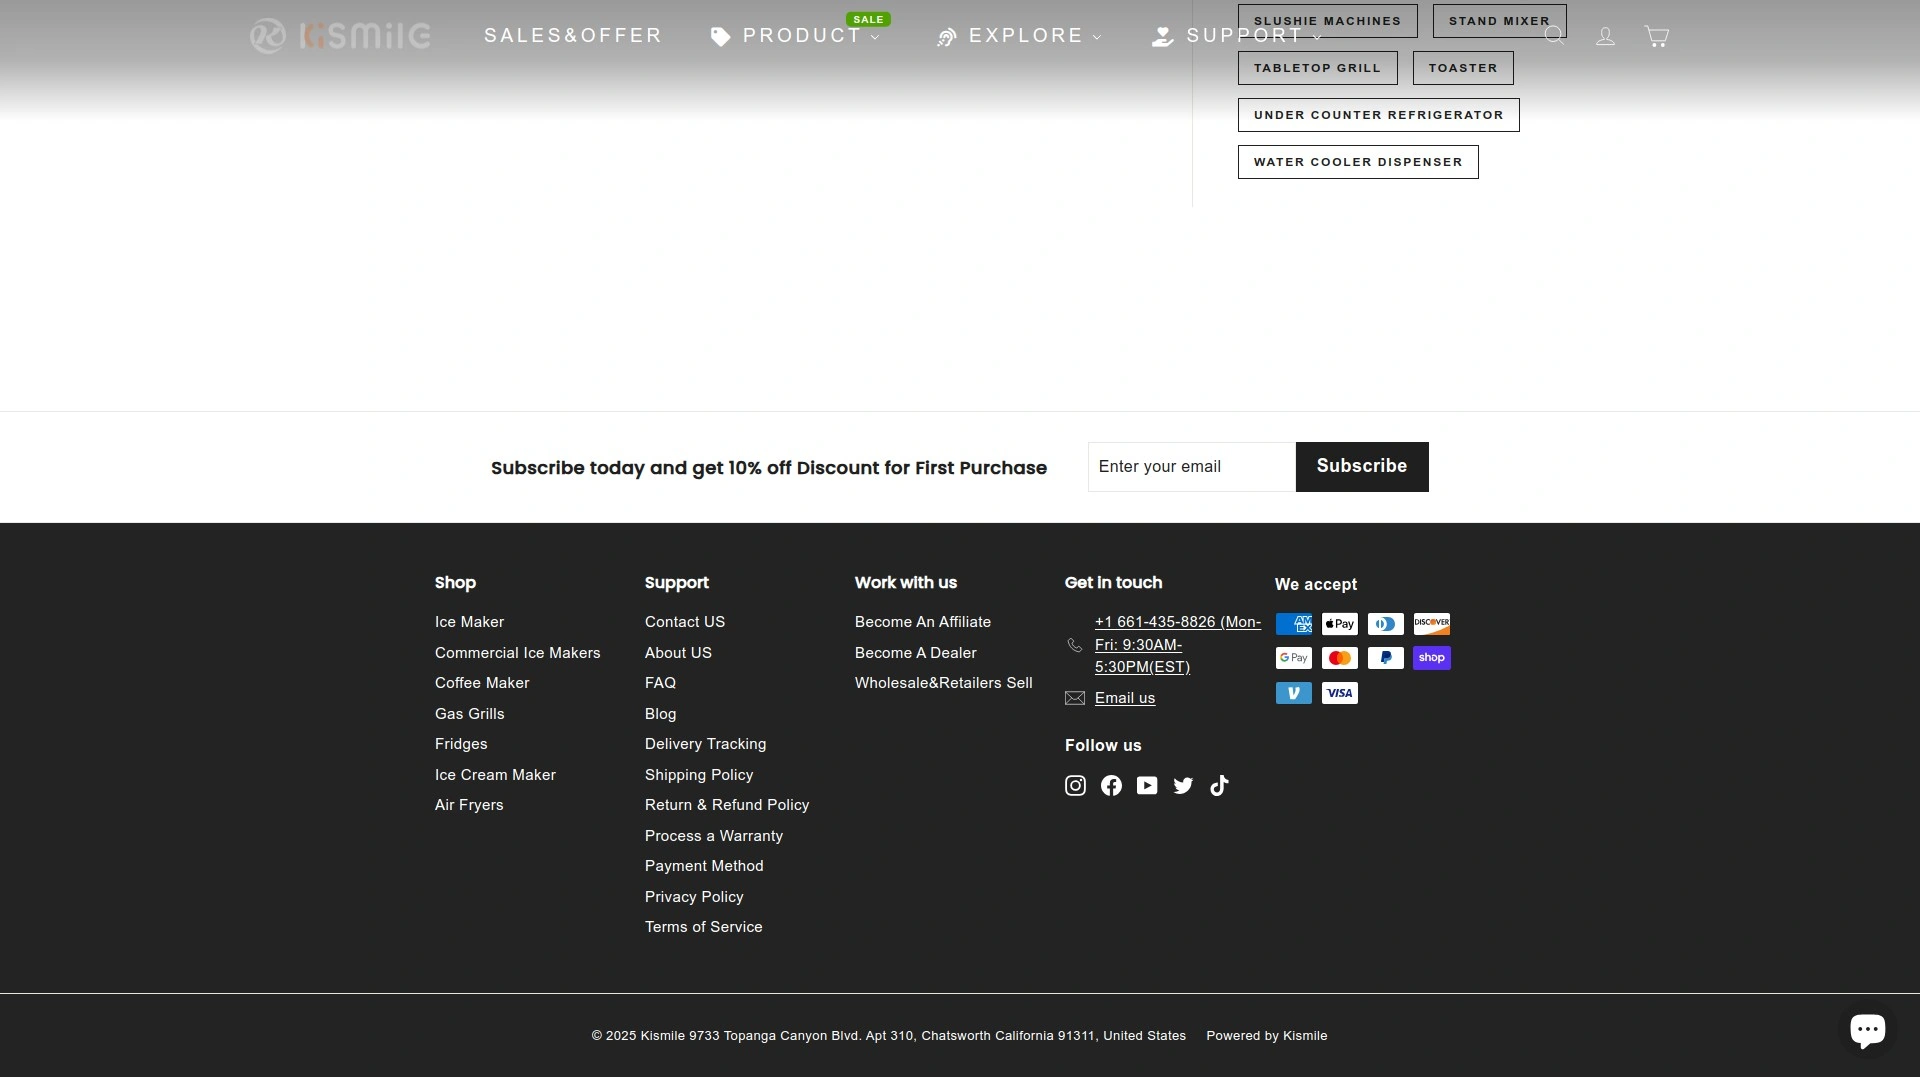 Kismile
SALES&OFFER
PRODUCT
SALE
EXPLORE
SUPPORT
SLUSHIE MACHINES
STAND MIXER
TABLETOP GRILL
TOASTER
UNDER COUNTER REFRIGERATOR
WATER COOLER DISPENSER
Subscribe today and get 10% off Discount for First Purchase
Enter your email
Subscribe
Shop
Ice Maker
Commercial Ice Makers
Coffee Maker
Gas Grills
Fridges
Ice Cream Maker
Air Fryers
Support
Contact US
About US
FAQ
Blog
Delivery Tracking
Shipping Policy
Return & Refund Policy
Process a Warranty
Payment Method
Privacy Policy
Terms of Service
Work with us
Become An Affiliate
Become A Dealer
Wholesale&Retailers Sell
Get in touch
+1 661-435-8826 (Mon-
Fri: 9:30AM-
5:30PM(EST)
Email us
Follow us
We accept
AM
EX
Pay
DISCOVER
G Pay
shop
VISA
© 2025 Kismile 9733 Topanga Canyon Blvd. Apt 310, Chatsworth California 91311, United States
Powered by Kismile